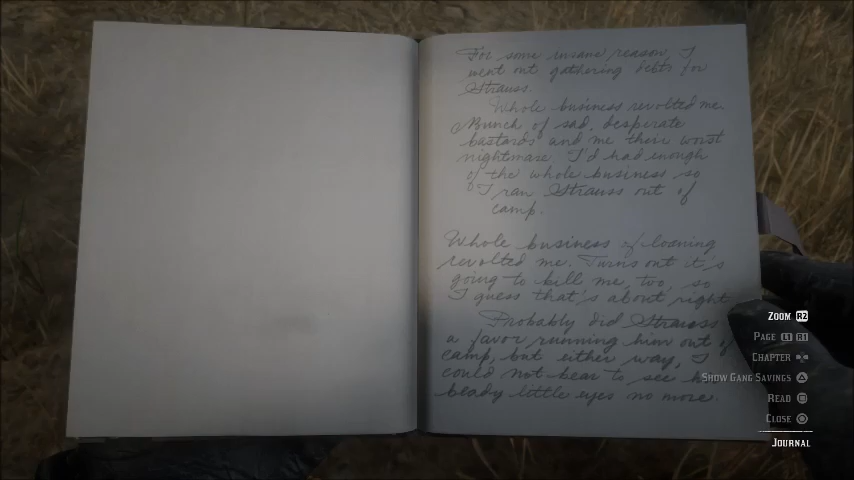 For some insane reason, I
went out gathering debts for
Strauss.
Whole business revolted me.
Bunch of sad, desperate
bastards and me their worst
nightmare. I'd had enough
of the whole business so
I ran Strauss out of
camp.
Whole business of loaning
revolted me. Turns out it's
going to kill me, too, so
I guess that's about right
Probably did Strauss
a favor running him out
camp, but either way, I
could not bear to see
beady little eyes no more.
ZOOM R2
PAGE L1 R1
CHAPTER
SHOW GANG SAVINGS
READ
CLOSE
JOURNAL